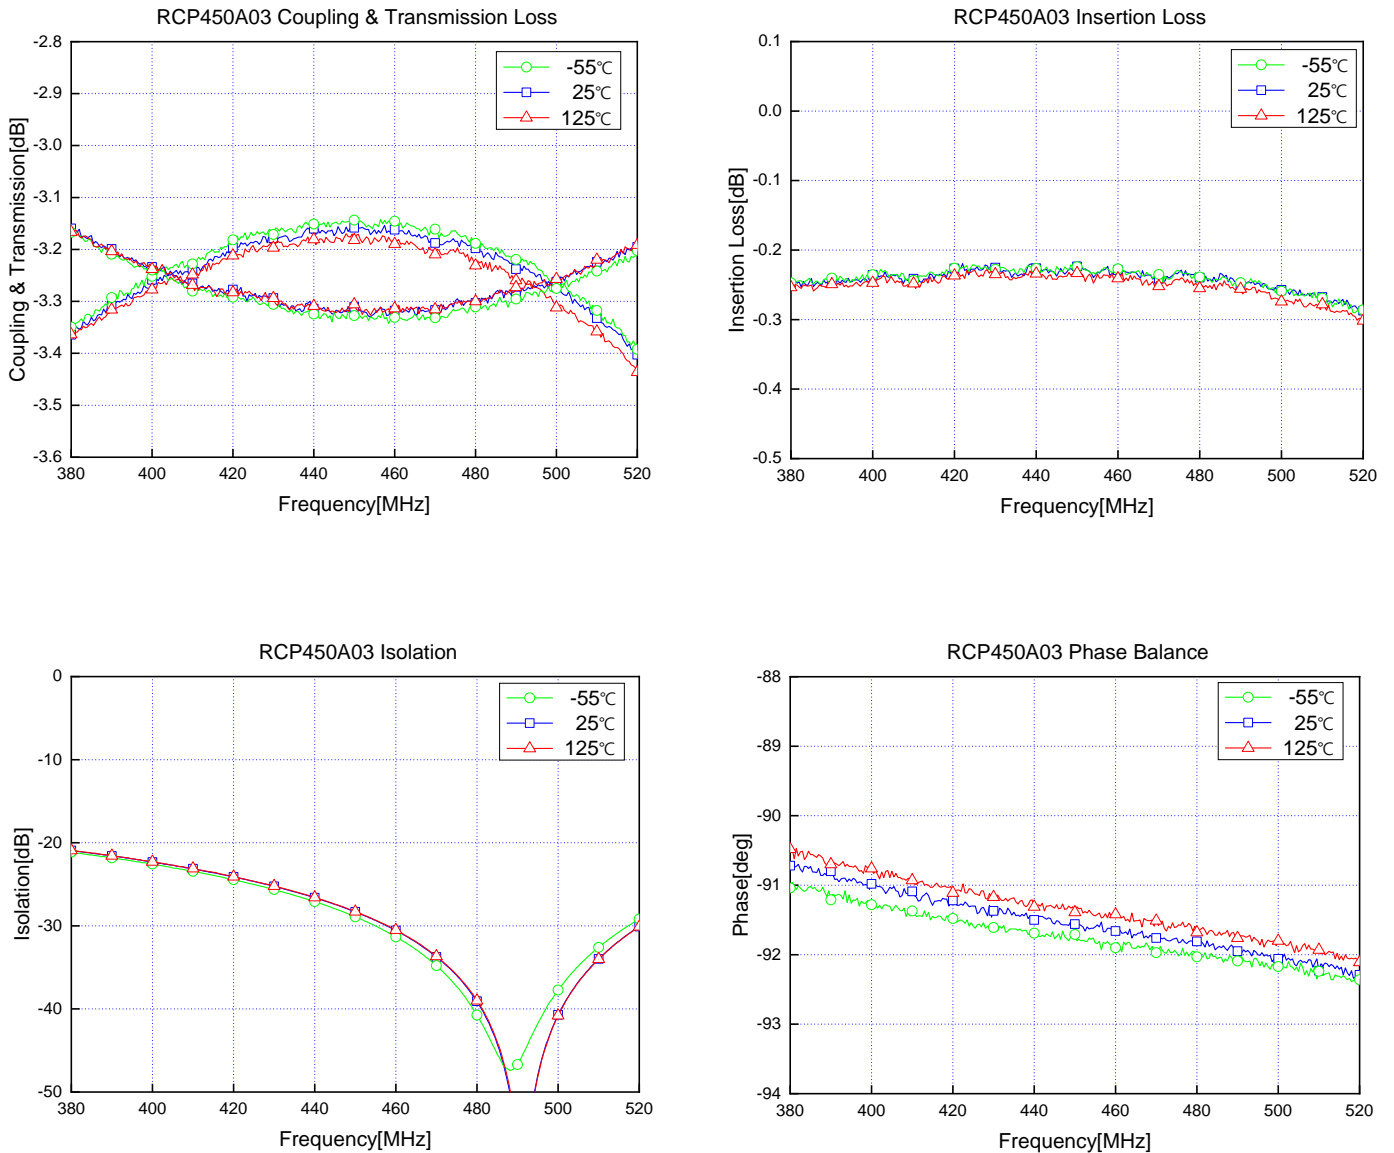 RCP450A03 Coupling & Transmission Loss
-2.8
-2.9
-3.0
-3.1
-3.2
-3.3
-3.4
-3.5
-3.6
Coupling & Transmission[dB]
-55℃
25℃
125℃
380 400 420 440 460 480 500 520
Frequency[MHz]
RCP450A03 Insertion Loss
0.1
0.0
-0.1
-0.2
-0.3
-0.4
-0.5
Insertion Loss[dB]
-55℃
25℃
125℃
380 400 420 440 460 480 500 520
Frequency[MHz]
RCP450A03 Isolation
0
-10
-20
-30
-40
-50
Isolation[dB]
-55℃
25℃
125℃
380 400 420 440 460 480 500 520
Frequency[MHz]
RCP450A03 Phase Balance
-88
-89
-90
-91
-92
-93
-94
Phase[deg]
-55℃
25℃
125℃
380 400 420 440 460 480 500 520
Frequency[MHz]